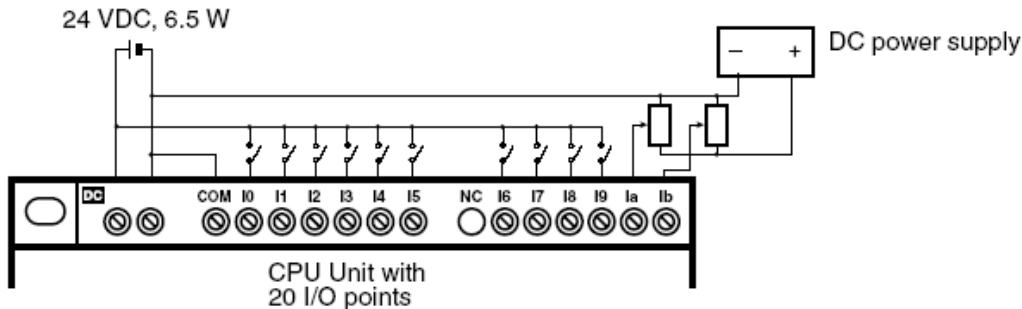 24 VDC, 6.5 W
− +
DC power supply
DC
COM I0 I1 I2 I3 I4 I5 NC I6 I7 I8 I9 Ia Ib
CPU Unit with
20 I/O points